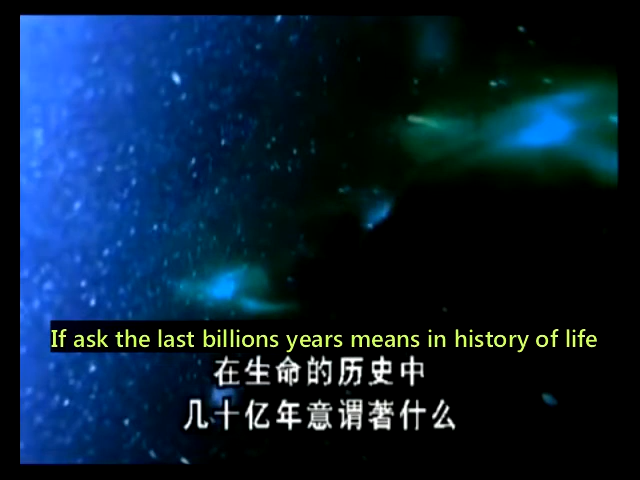 If ask the last billions years means in history of life
在生命的历史中
几十亿年意谓著什么